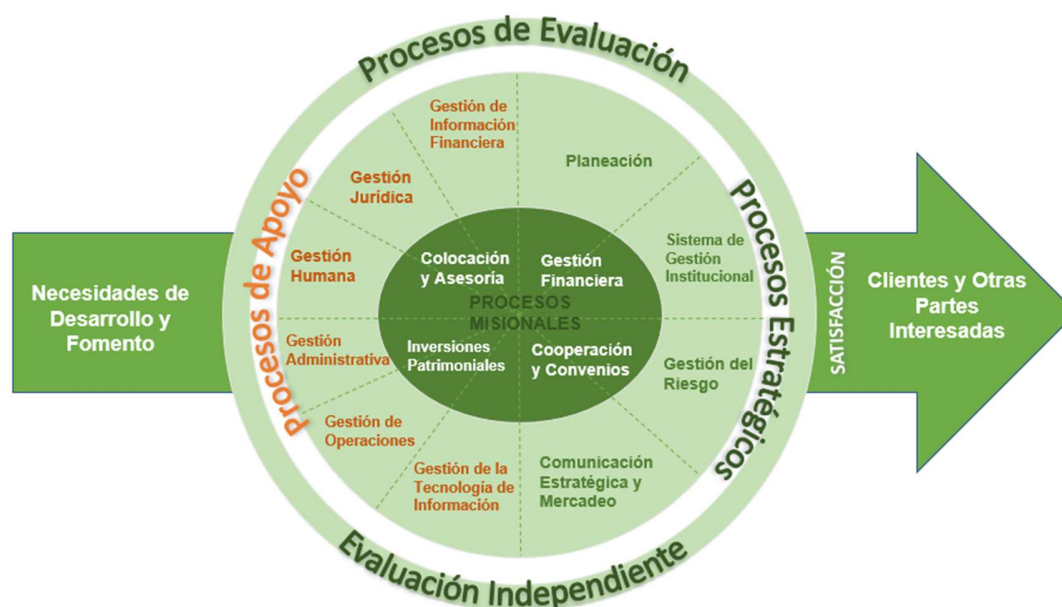 Procesos de Evaluación
Gestión de
Información
Financiera
Planeación
Gestión
Jurídica
Procesos de Apoyo
Procesos Estratégicos
Gestión
Humana
Colocación
y Asesoría
Gestión
Financiera
Sistema de
Gestión
Institucional
SATISFACCIÓN
Clientes y Otras
Partes
Interesadas
Necesidades de
Desarrollo y
Fomento
PROCESOS
MISIONALES
Gestión
Administrativa
Inversiones
Patrimoniales
Cooperación
y Convenios
Gestión del
Riesgo
Gestión de
Operaciones
Gestión de la
Tecnología de
Información
Comunicación
Estratégica y
Mercadeo
Evaluación Independiente